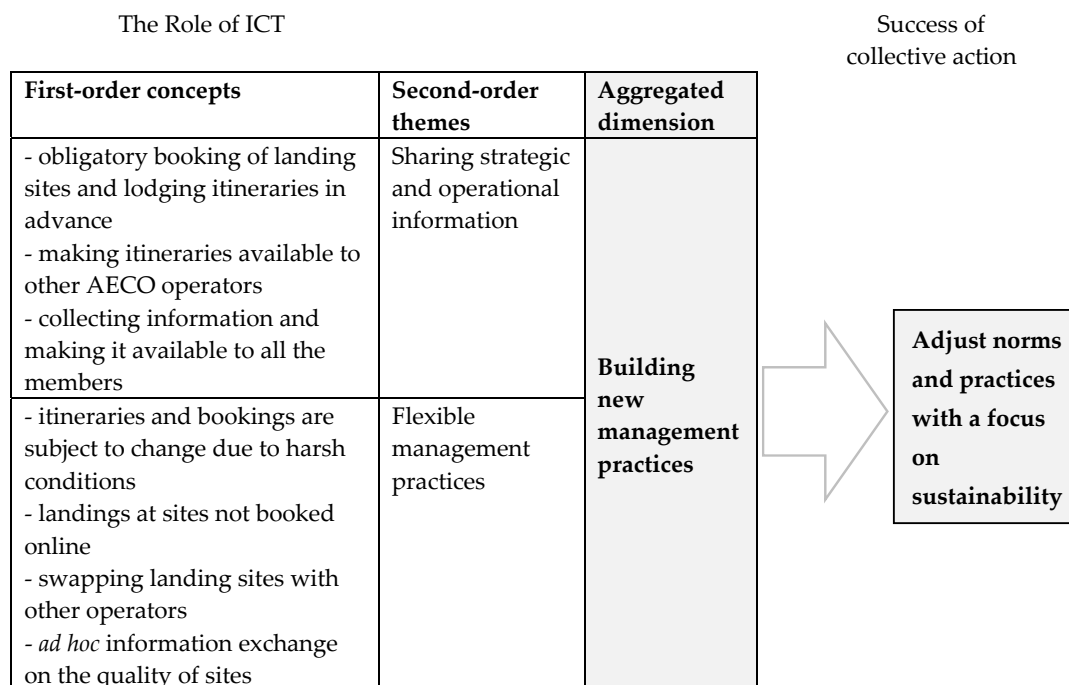 The Role of ICT
Success of
collective action
First-order concepts
Second-order
themes
Aggregated
dimension
- obligatory booking of landing
sites and lodging itineraries in
advance
- making itineraries available to
other AECO operators
- collecting information and
making it available to all the
members
Sharing strategic
and operational
information
- itineraries and bookings are
subject to change due to harsh
conditions
- landings at sites not booked
online
- swapping landing sites with
other operators
- ad hoc information exchange
on the quality of sites
Flexible
management
practices
Building
new
management
practices
Adjust norms
and practices
with a focus
on
sustainability